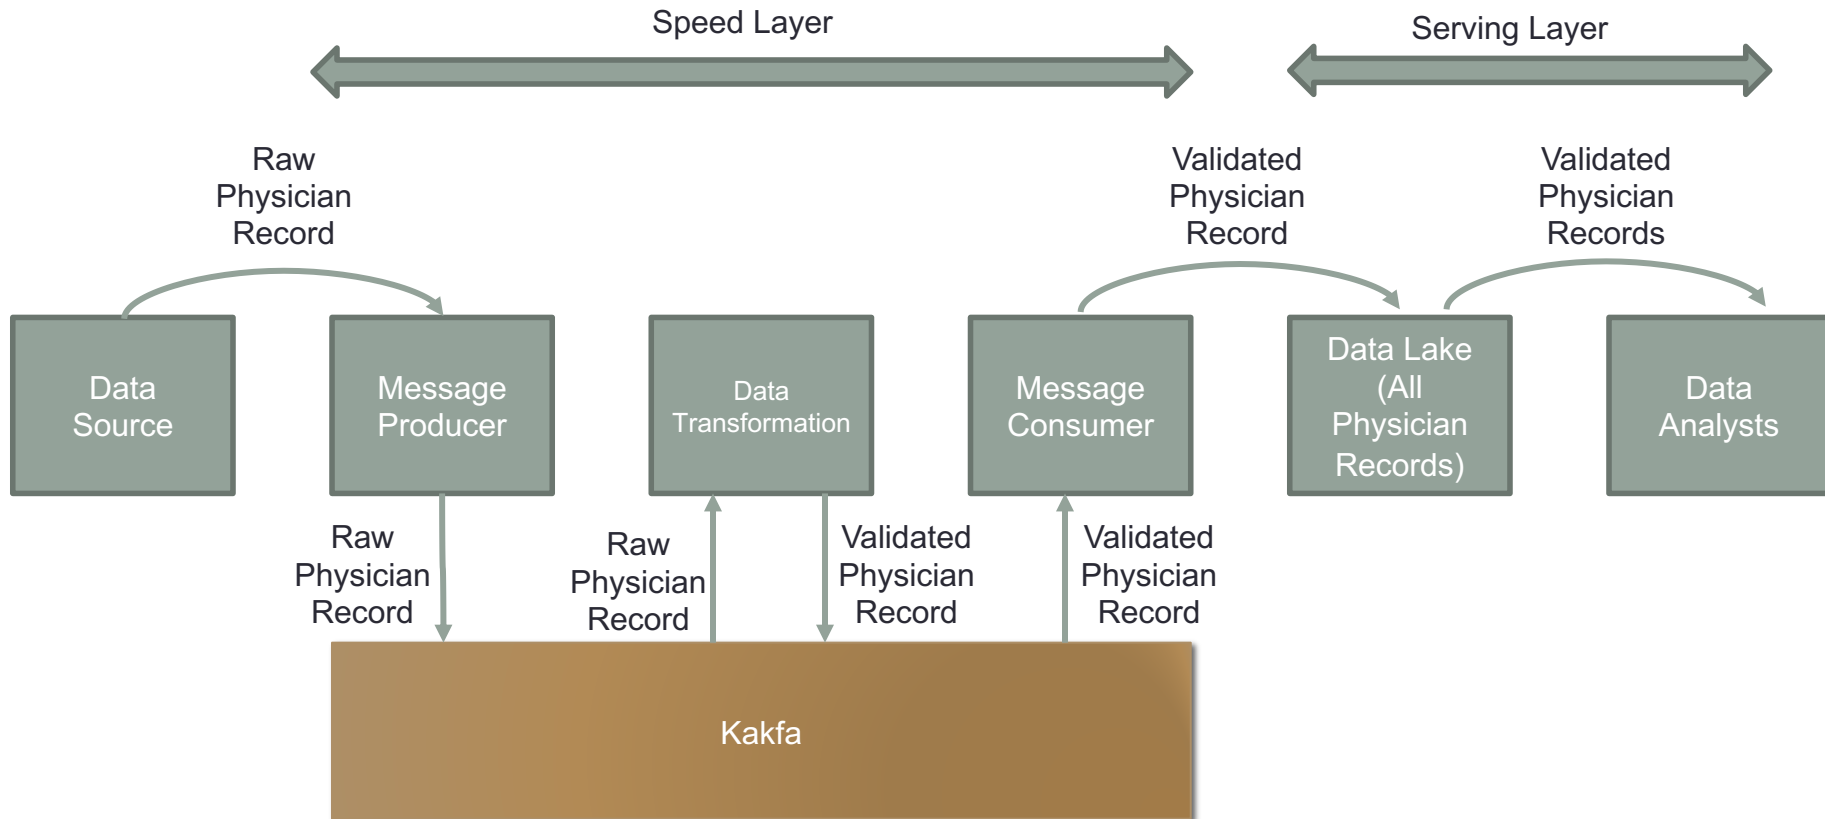 Speed Layer
Serving Layer
Raw
Physician
Record
Validated
Physician
Record
Validated
Physician
Records
Data
Source
Message
Producer
Data
Transformation
Message
Consumer
Data Lake
(All
Physician
Records)
Data
Analysts
Raw
Physician
Record
Raw
Physician
Record
Validated
Physician
Record
Validated
Physician
Record
Kakfa